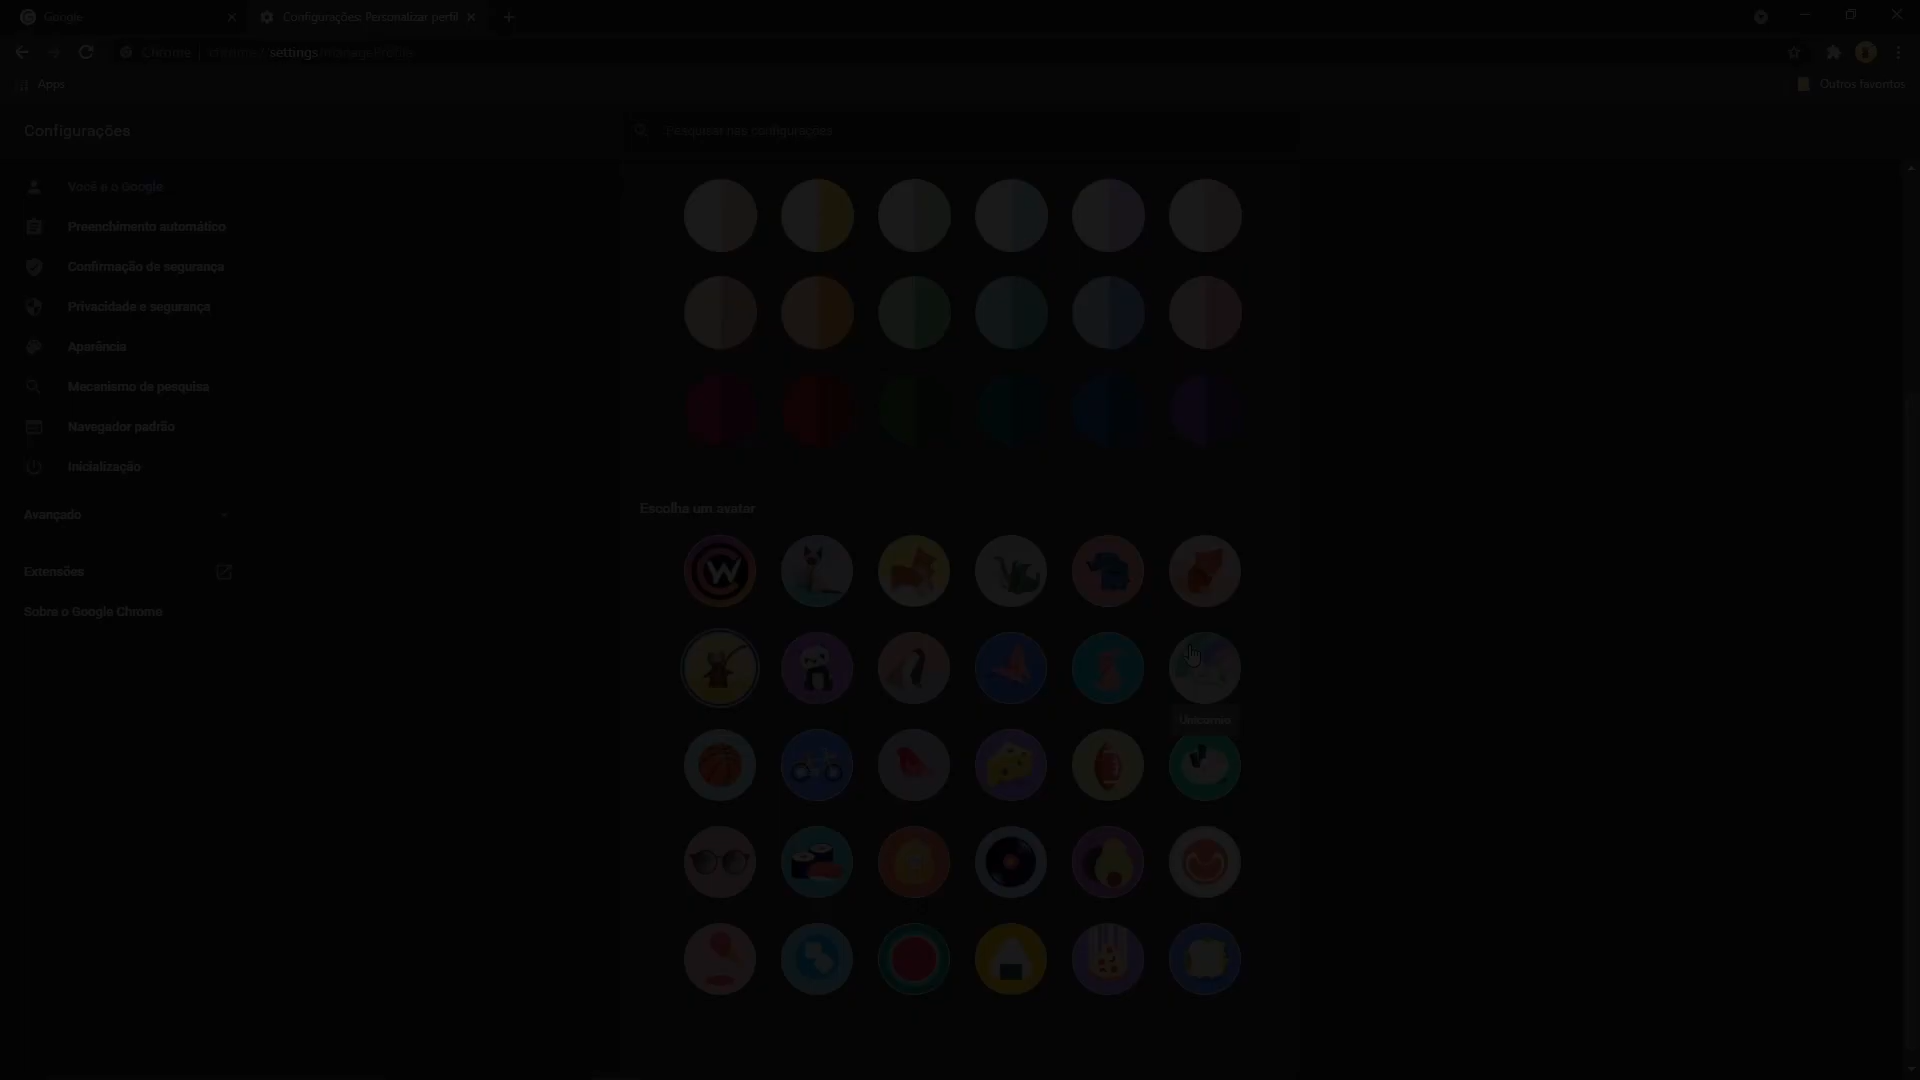 Google
Configurações: Personalizar perfil
Chrome | chrome://settings/manageProfile
Apps
Outros favoritos
Configurações
Pesquisar nas configurações
Você e o Google
Preenchimento automático
Confirmação de segurança
Privacidade e segurança
Aparência
Mecanismo de pesquisa
Navegador padrão
Inicialização
Avançado
Extensões
Sobre o Google Chrome
Escolha um avatar
W
Unicórnio